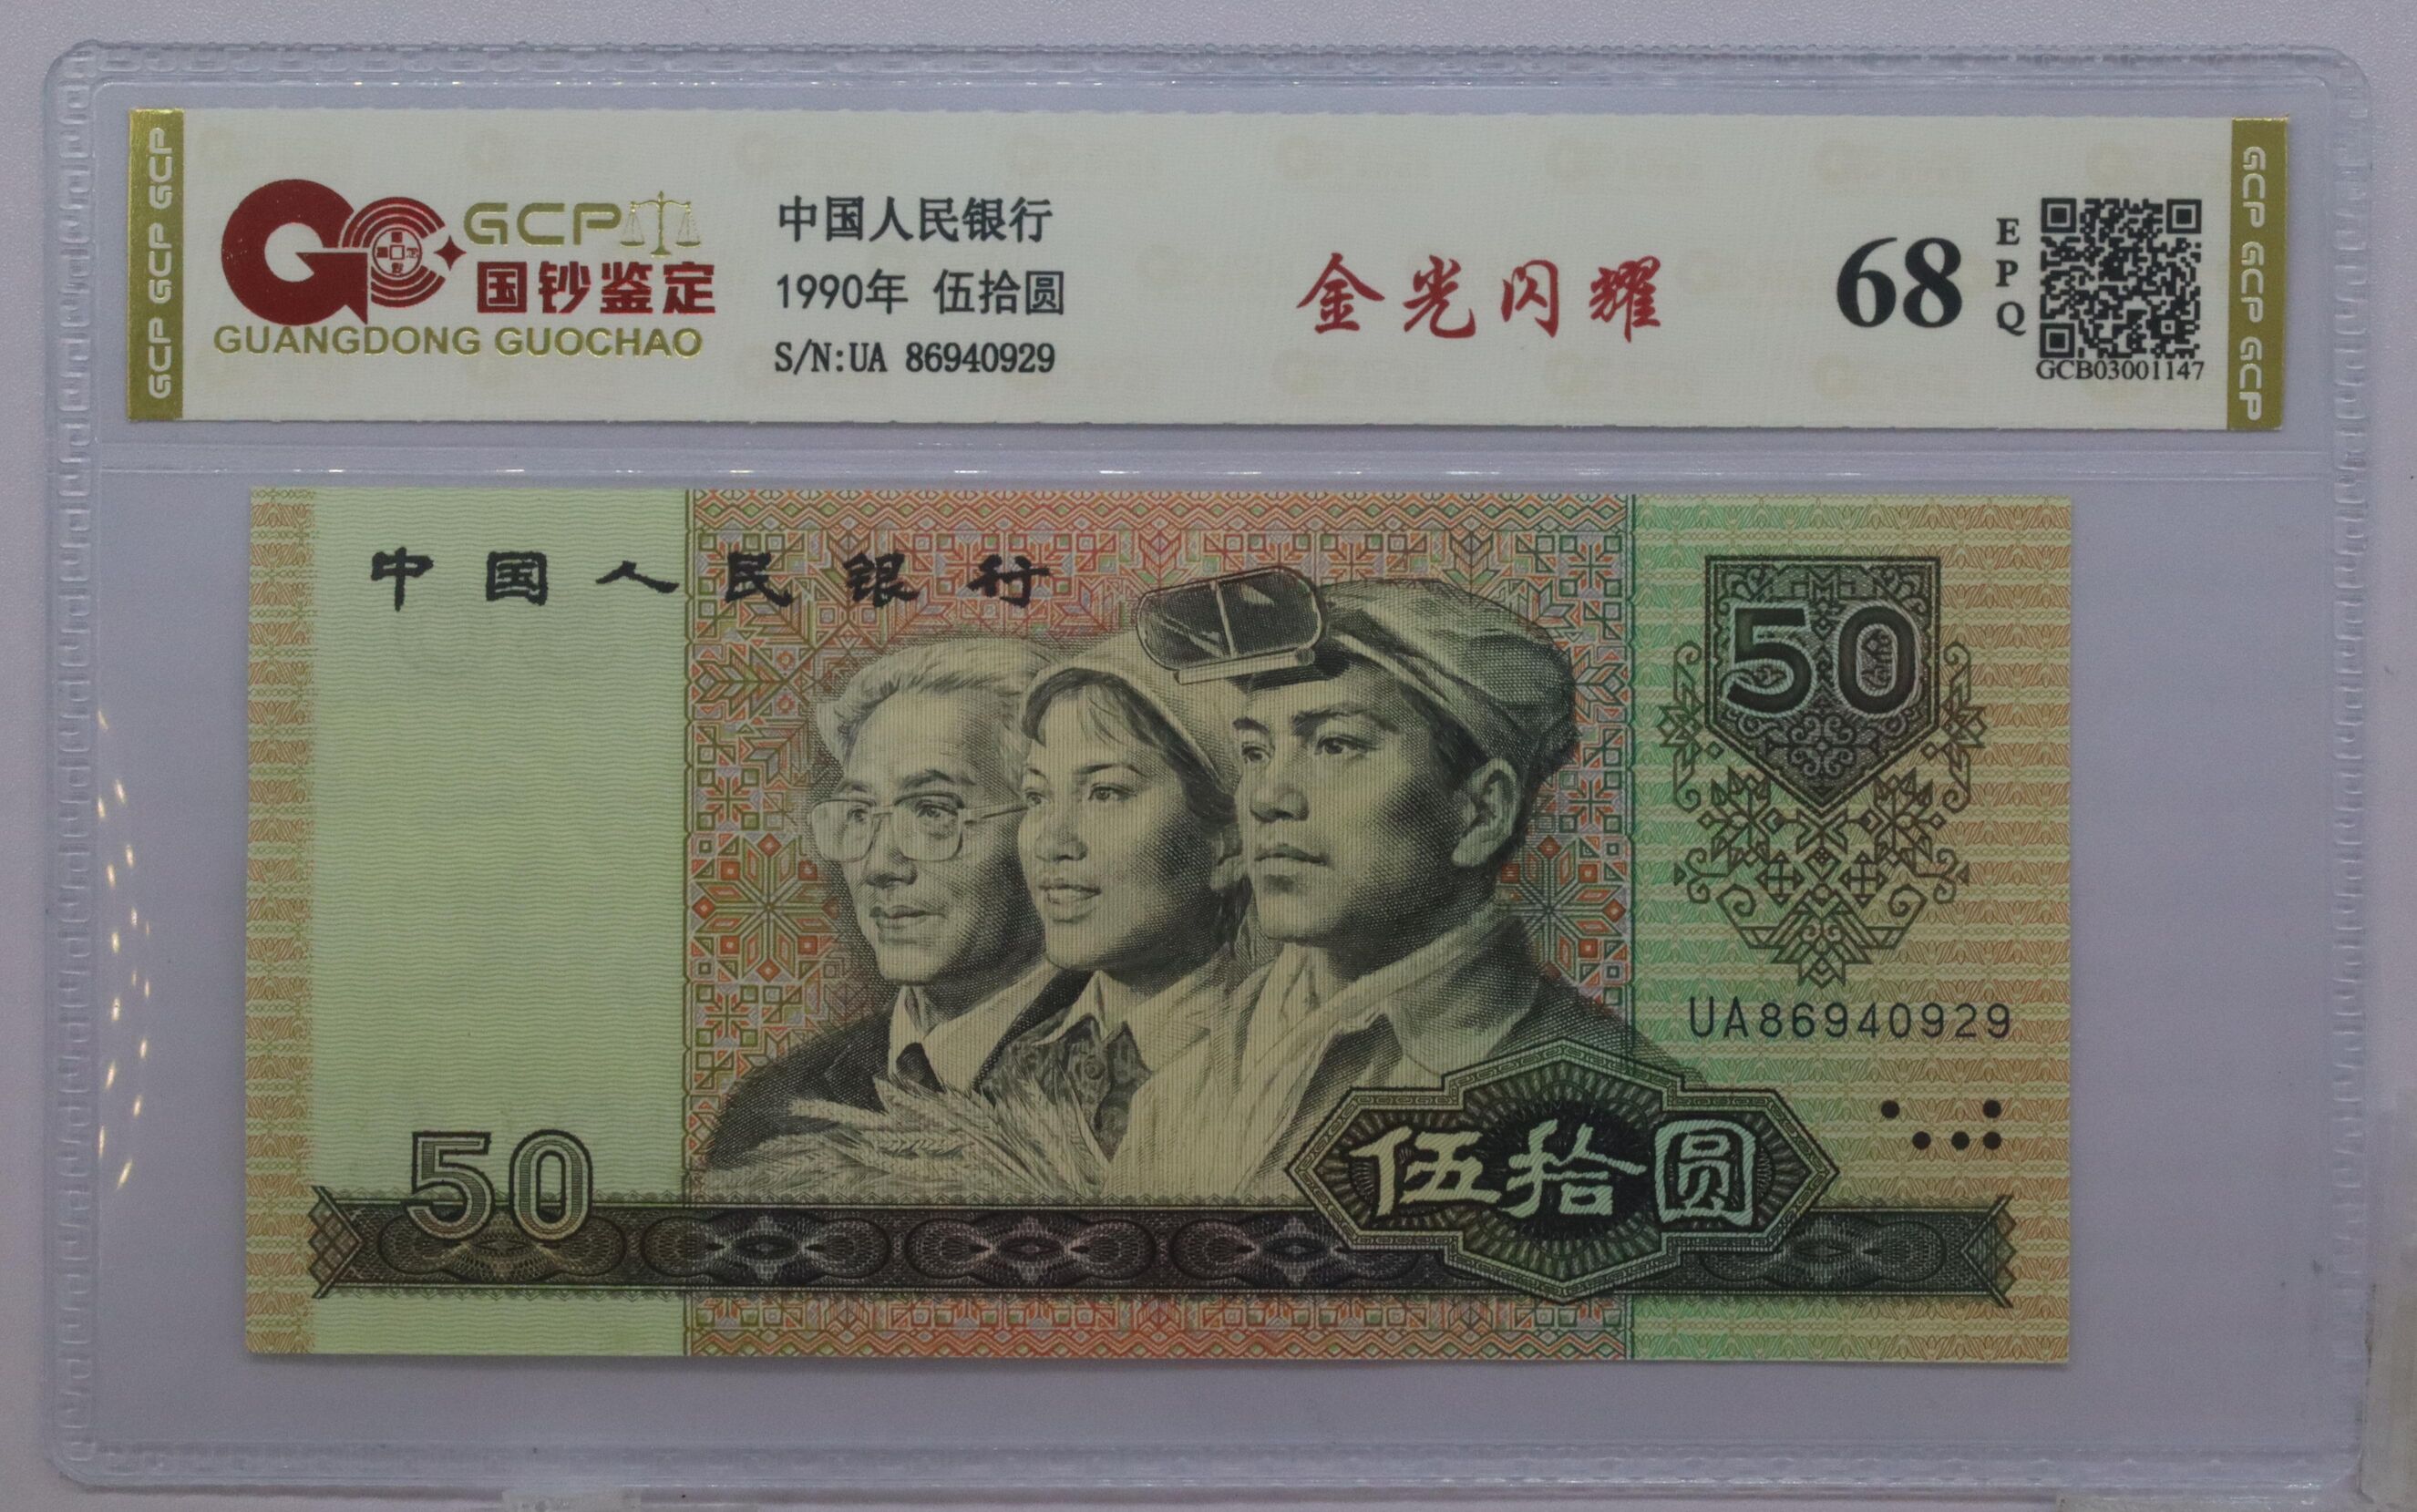 GCP GCP GCP
GCP
国钞鉴定
GUANGDONG GUOCHAO
中国人民银行
1990年 伍拾圆
S/N:UA 86940929
金光闪耀
68
EPQ
GCB03001147
GCP GCP GCP
中国人民银行
50
UA86940929
50
伍拾圆